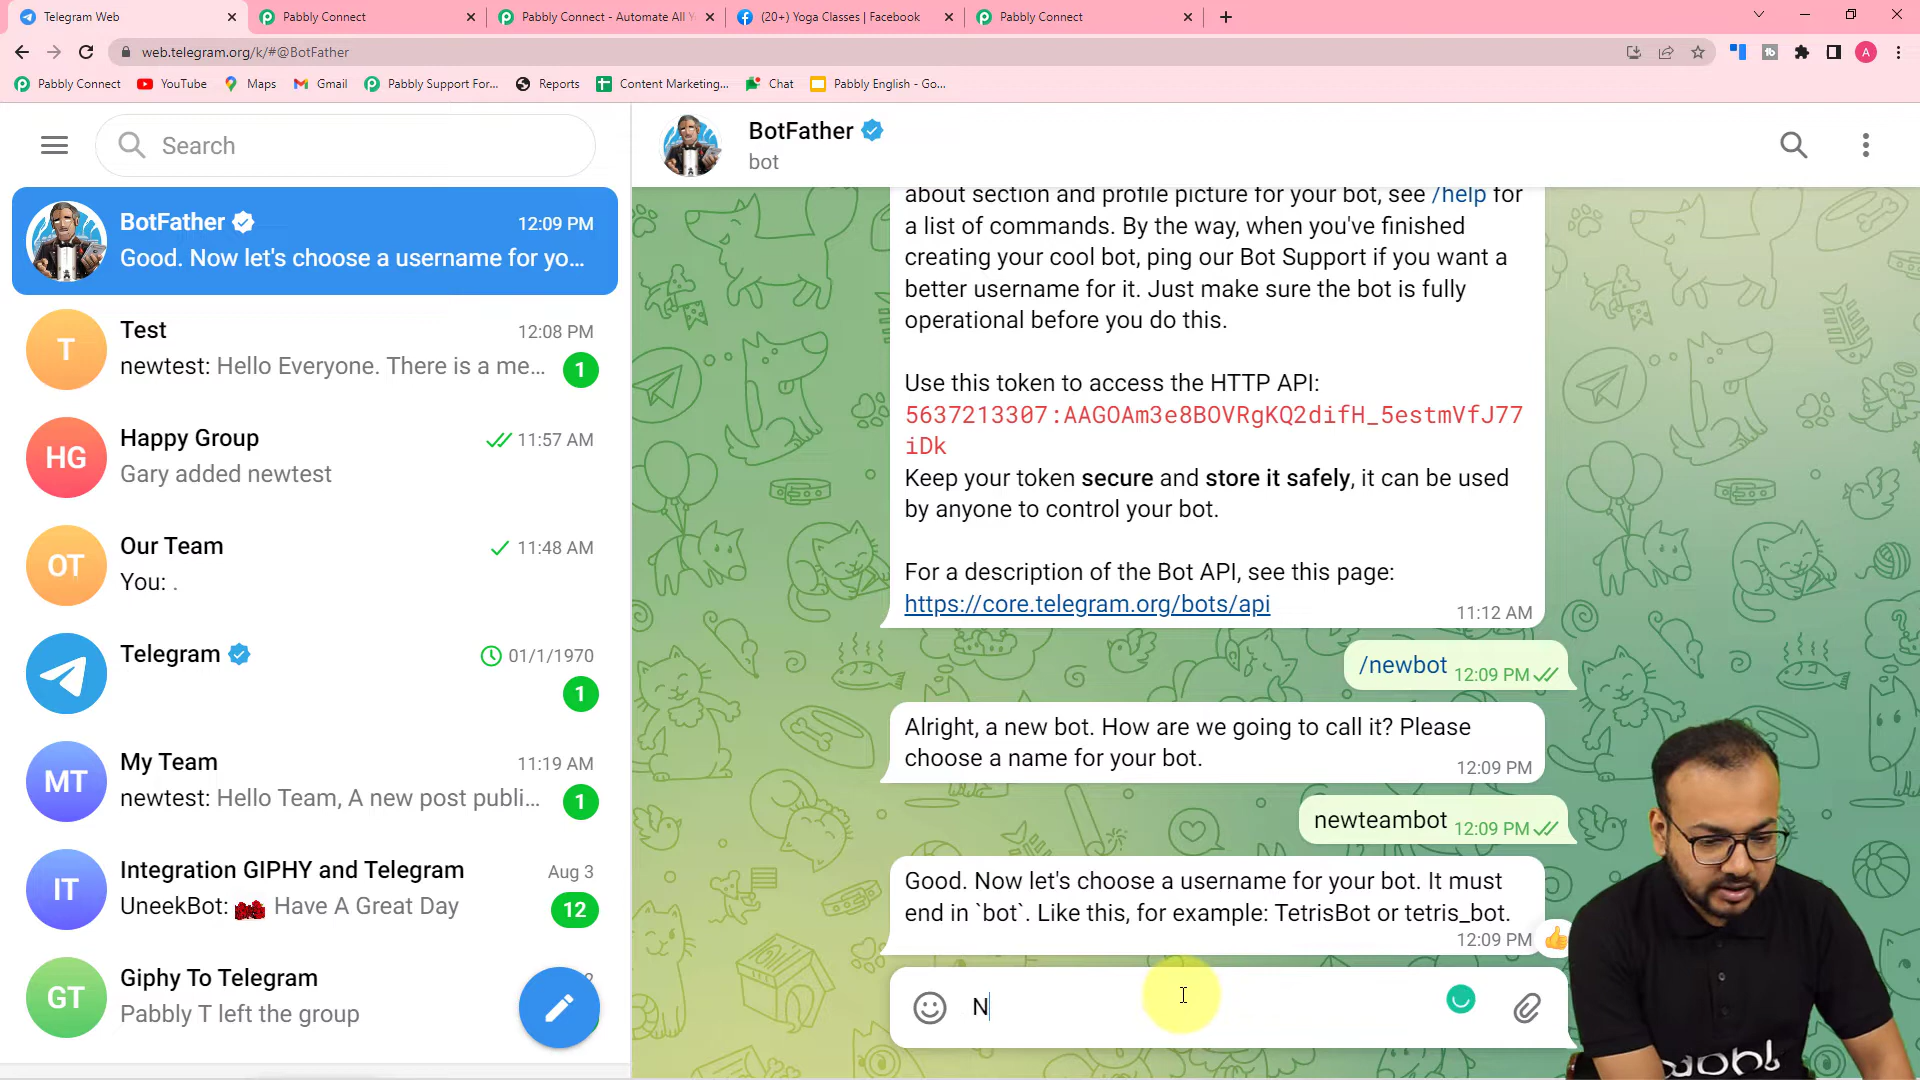 Telegram Web
Pabbly Connect
Pabbly Connect - Automate All Y
(20+) Yoga Classes | Facebook
Pabbly Connect
web.telegram.org/k/#@BotFather
A
Pabbly Connect
YouTube
Maps
Gmail
Pabbly Support For...
Reports
Content Marketing...
Chat
Pabbly English - Go...
Search
BotFather
bot
BotFather
12:09 PM
Good. Now let's choose a username for yo...
T
Test
12:08 PM
newtest: Hello Everyone. There is a me...
1
HG
Happy Group
11:57 AM
Gary added newtest
OT
Our Team
11:48 AM
You: .
Telegram
01/1/1970
1
MT
My Team
11:19 AM
newtest: Hello Team, A new post publi...
1
IT
Integration GIPHY and Telegram
Aug 3
UneekBot: Have A Great Day
12
GT
Giphy To Telegram
Pabbly T left the group
about section and profile picture for your bot, see /help for
a list of commands. By the way, when you've finished
creating your cool bot, ping our Bot Support if you want a
better username for it. Just make sure the bot is fully
operational before you do this.
Use this token to access the HTTP API:
5637213307:AAGOAm3e8BOVRgKQ2difH_5estmVfJ77
iDk
Keep your token secure and store it safely, it can be used
by anyone to control your bot.
For a description of the Bot API, see this page:
https://core.telegram.org/bots/api
11:12 AM
/newbot 12:09 PM
Alright, a new bot. How are we going to call it? Please
choose a name for your bot.
12:09 PM
newteambot 12:09 PM
Good. Now let's choose a username for your bot. It must
end in `bot`. Like this, for example: TetrisBot or tetris_bot.
12:09 PM
N